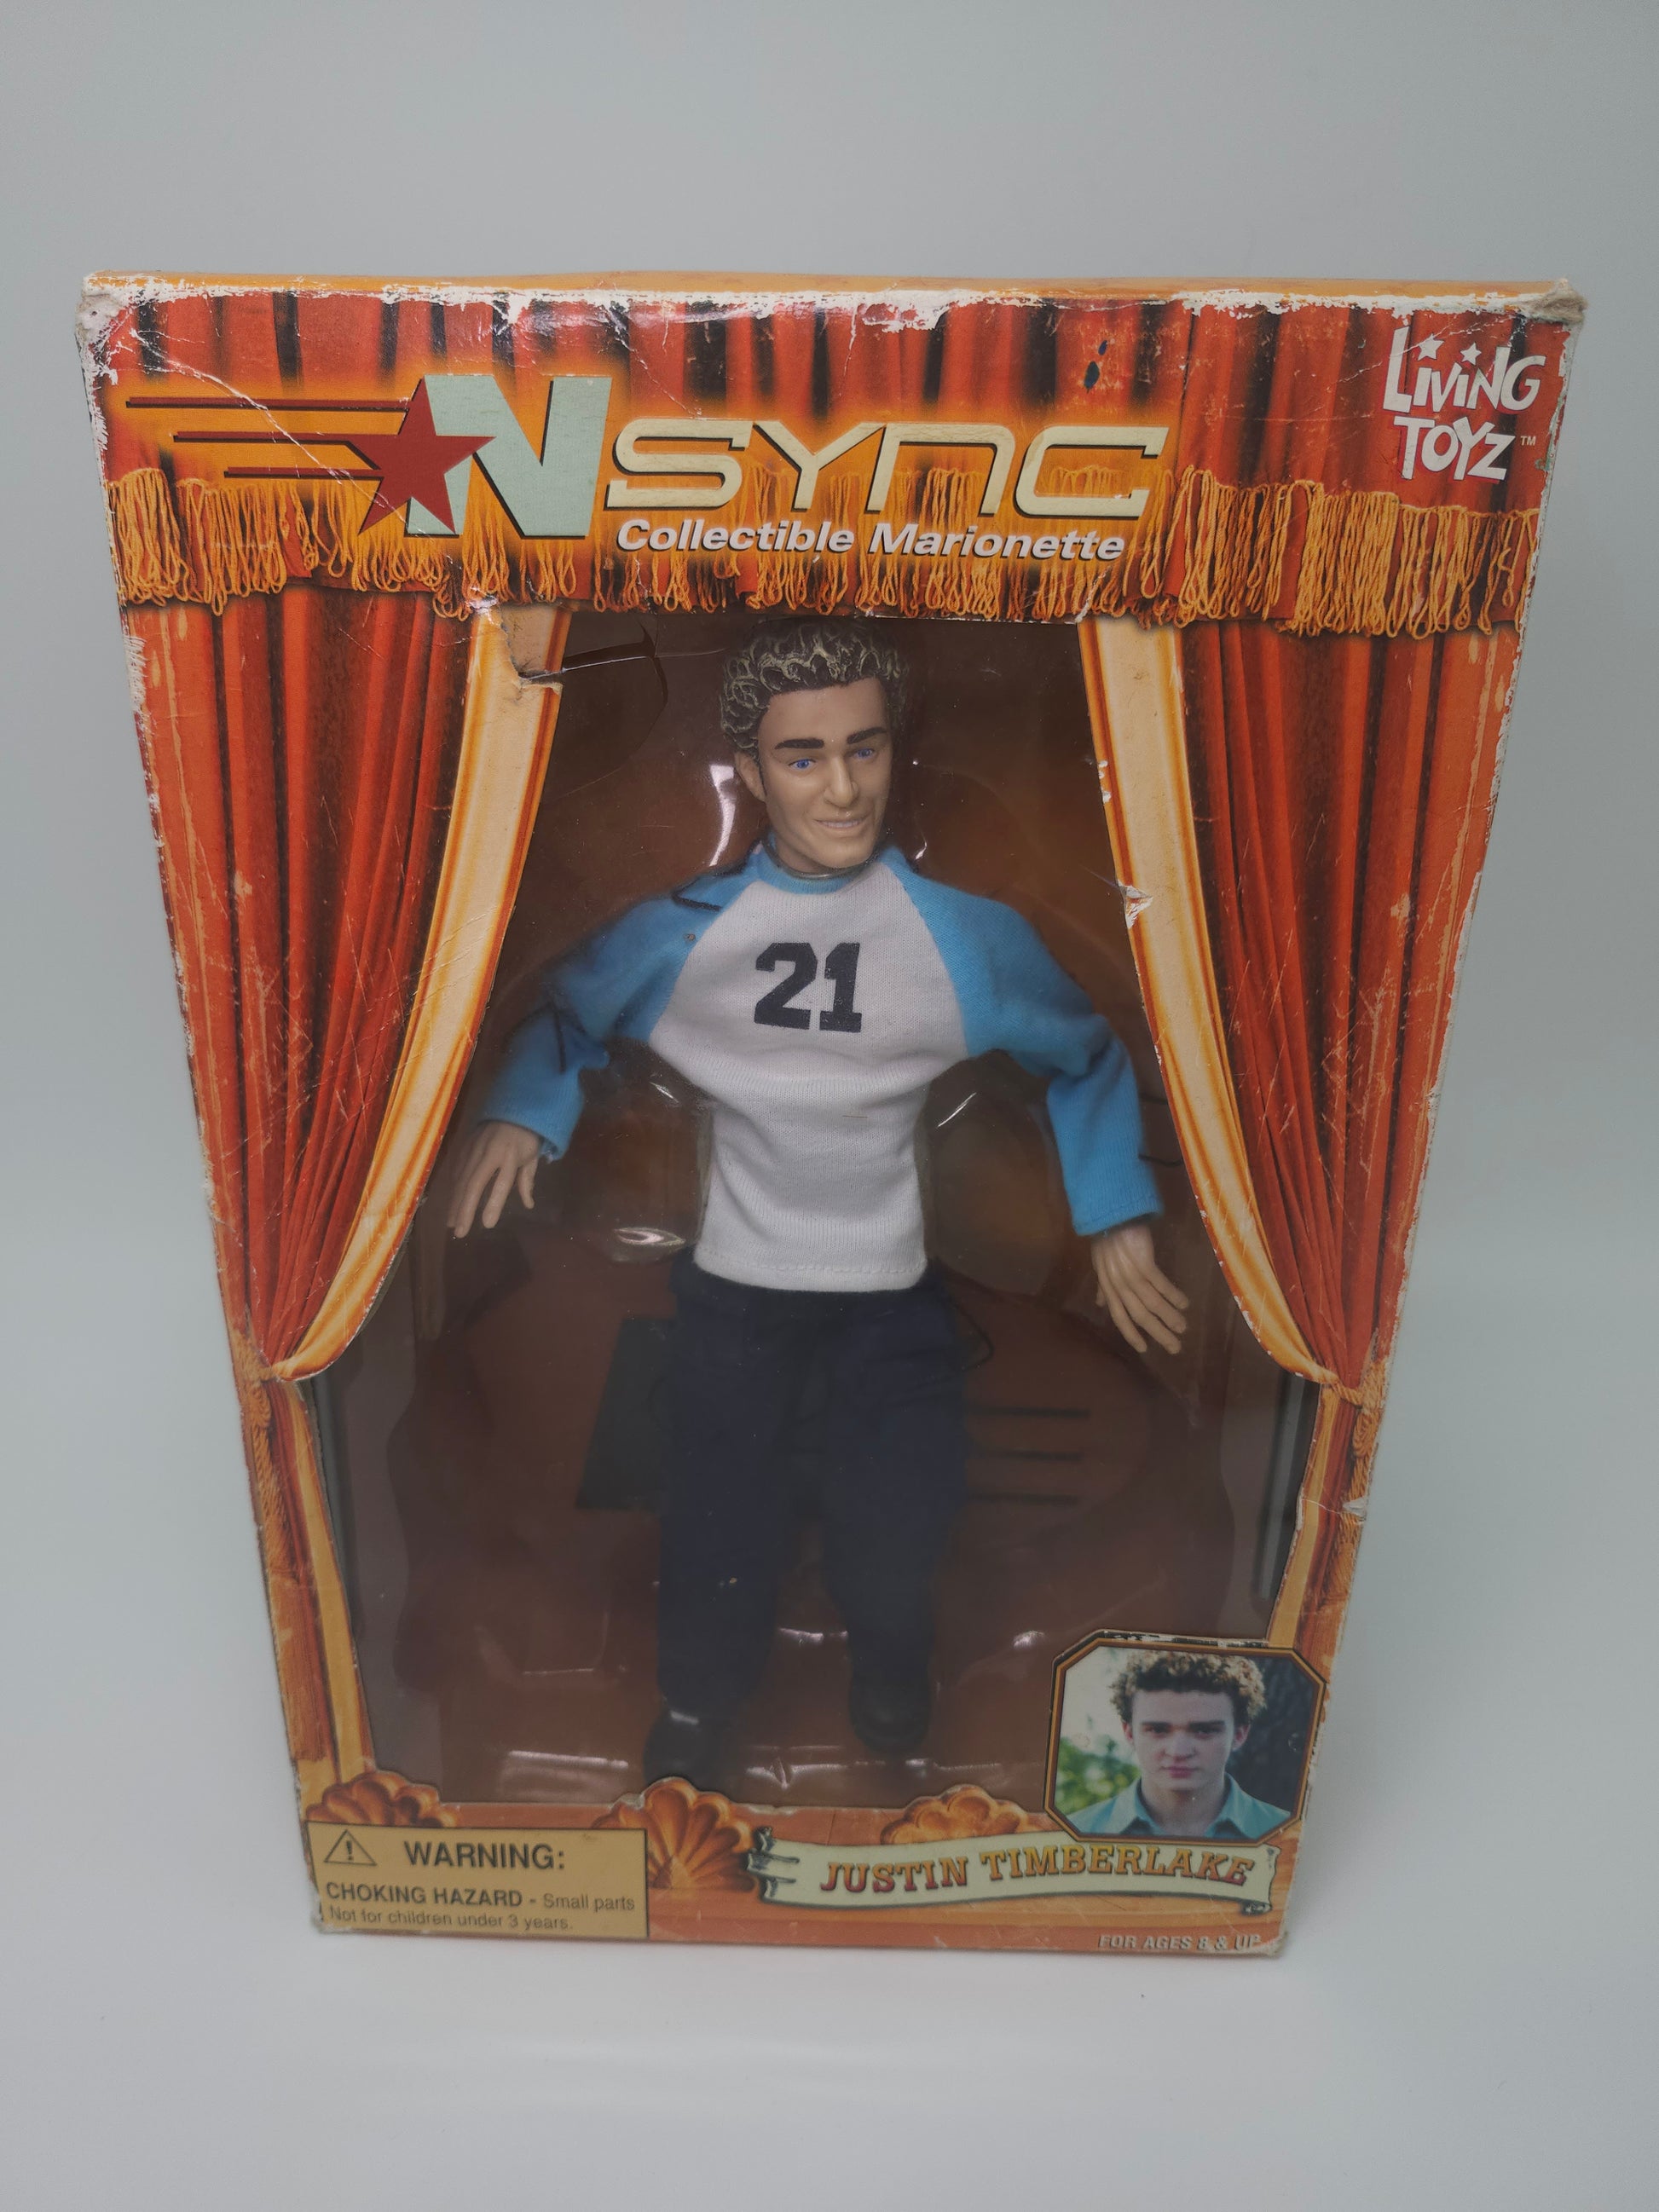 NSYNC
Collectible Marionette
LiViNG
TOYZ™
21
WARNING:
CHOKING HAZARD - Small parts
Not for children under 3 years.
JUSTIN TIMBERLAKE
FOR AGES 8 & UP